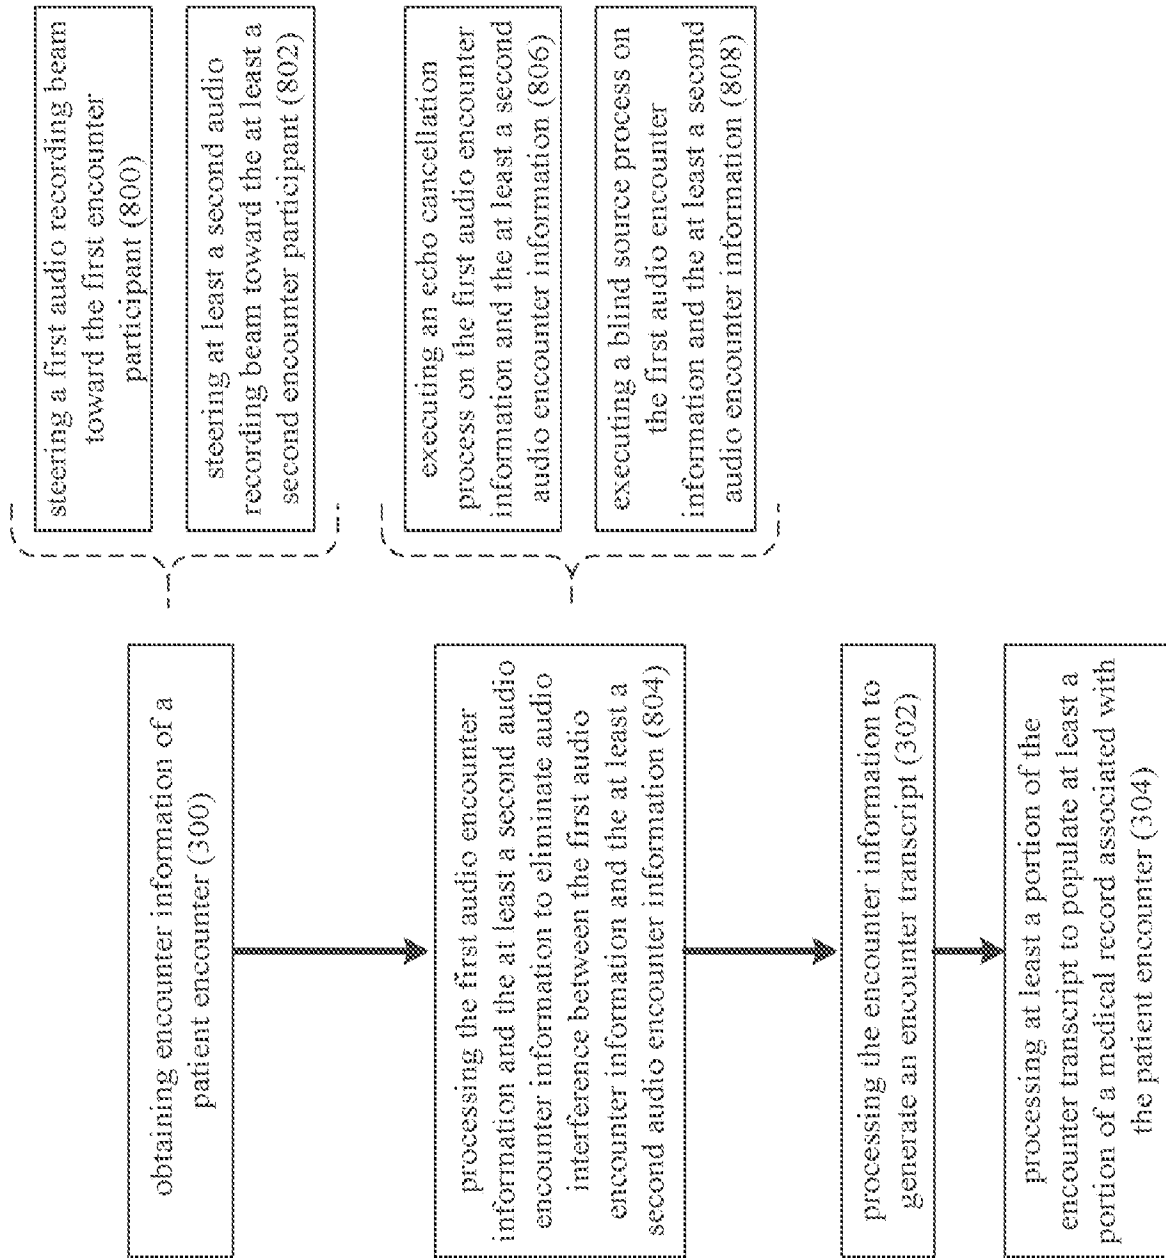 obtaining encounter information of a
patient encounter (300)
steering a first audio recording beam
toward the first encounter
participant (800)
steering at least a second audio
recording beam toward the at least a
second encounter participant (802)
processing the first audio encounter
information and the at least a second audio
encounter information to eliminate audio
interference between the first audio
encounter information and the at least a
second audio encounter information (804)
executing an echo cancellation
process on the first audio encounter
information and the at least a second
audio encounter information (806)
executing a blind source process on
the first audio encounter
information and the at least a second
audio encounter information (808)
processing the encounter information to
generate an encounter transcript (302)
processing at least a portion of the
encounter transcript to populate at least a
portion of a medical record associated with
the patient encounter (304)